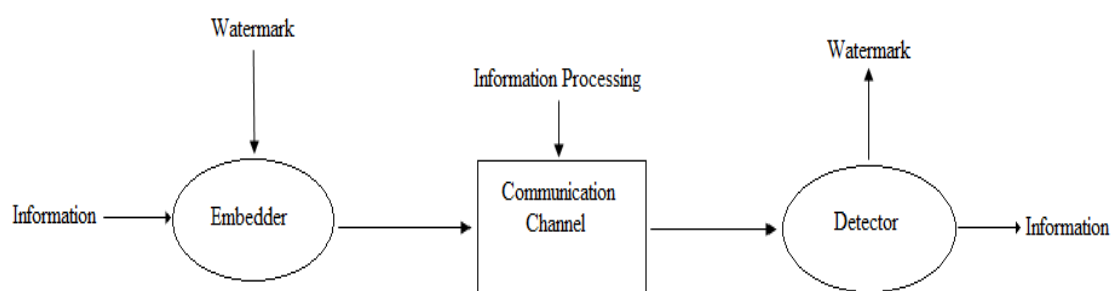 Watermark
Watermark
Information Processing
Communication
Channel
Information
Embedder
Detector
Information